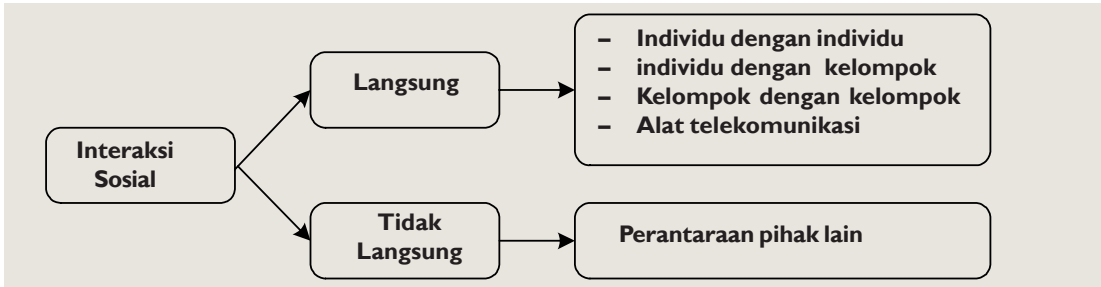 Interaksi
Sosial
Langsung
– Individu dengan individu
– individu dengan kelompok
– Kelompok dengan kelompok
– Alat telekomunikasi
Tidak
Langsung
Perantaraan pihak lain